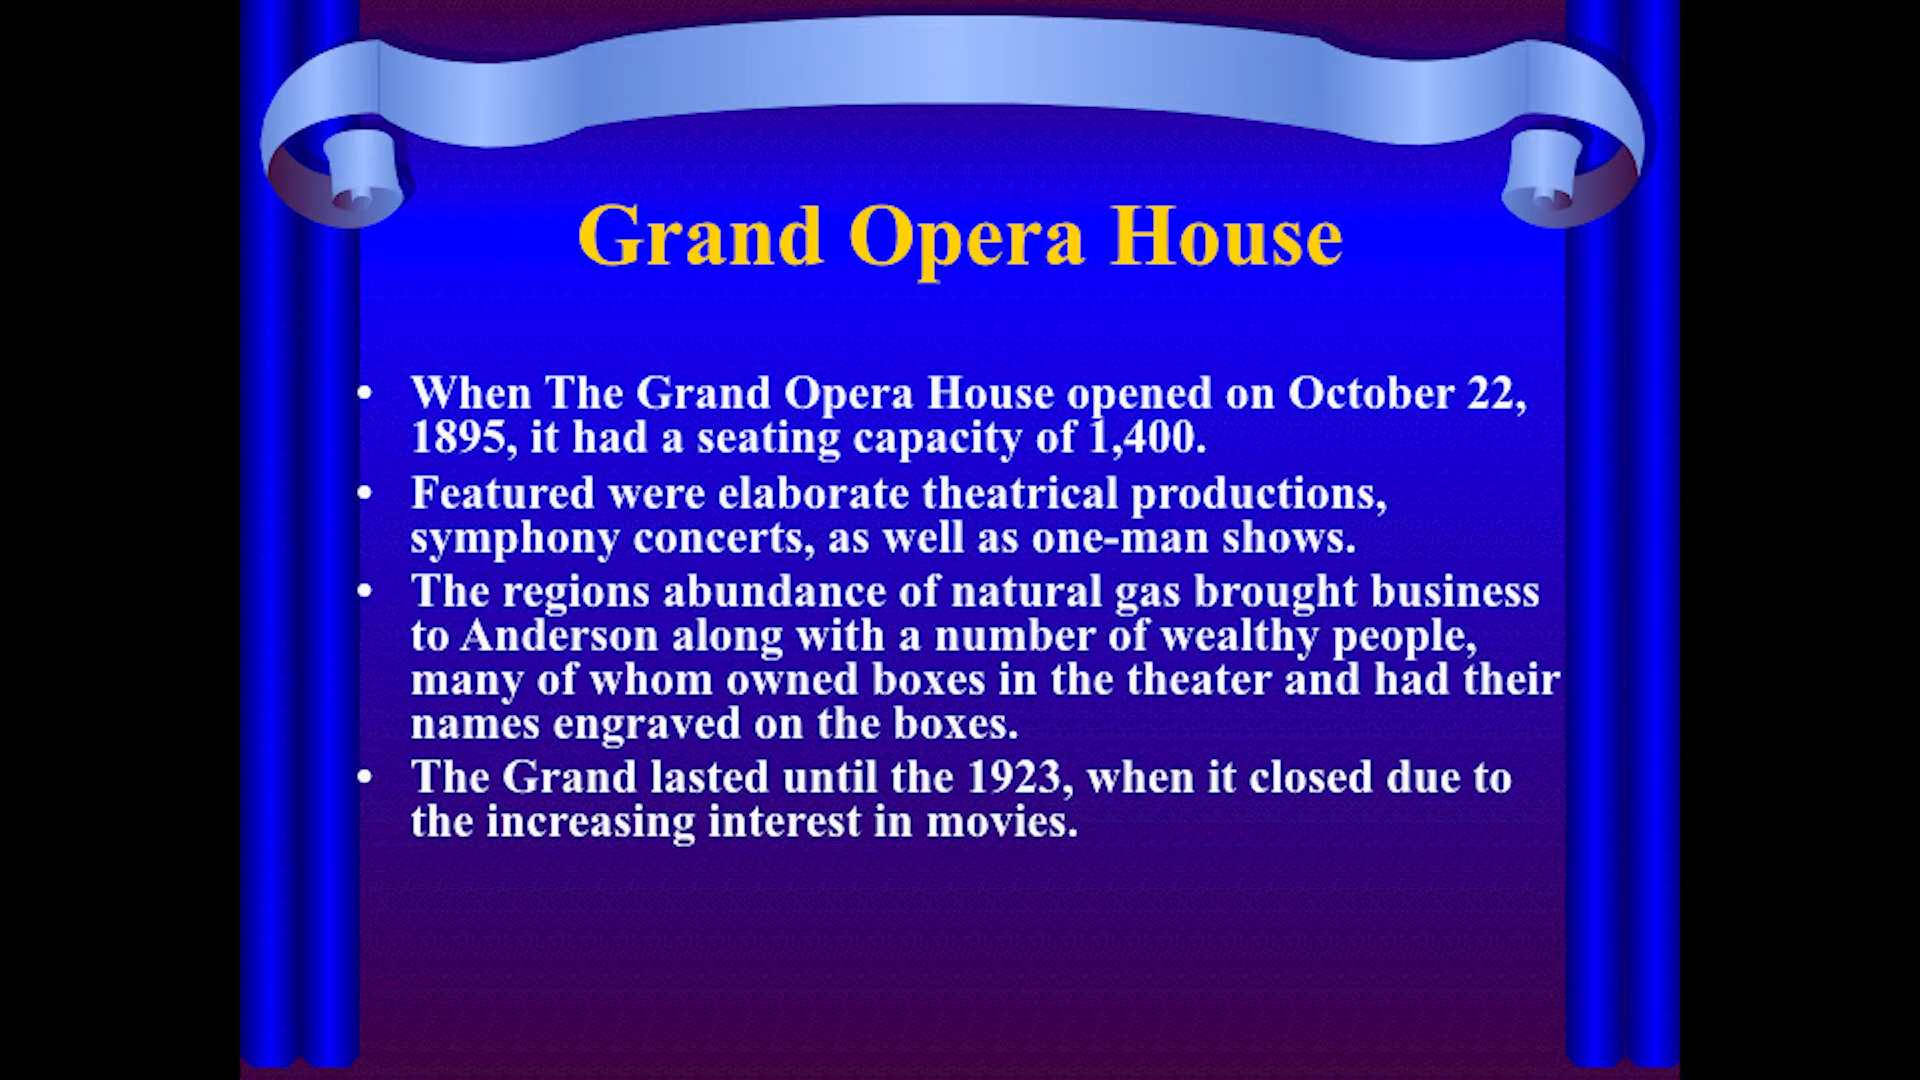 Grand Opera House
• When The Grand Opera House opened on October 22,
1895, it had a seating capacity of 1,400.
• Featured were elaborate theatrical productions,
symphony concerts, as well as one-man shows.
• The regions abundance of natural gas brought business
to Anderson along with a number of wealthy people,
many of whom owned boxes in the theater and had their
names engraved on the boxes.
• The Grand lasted until the 1923, when it closed due to
the increasing interest in movies.